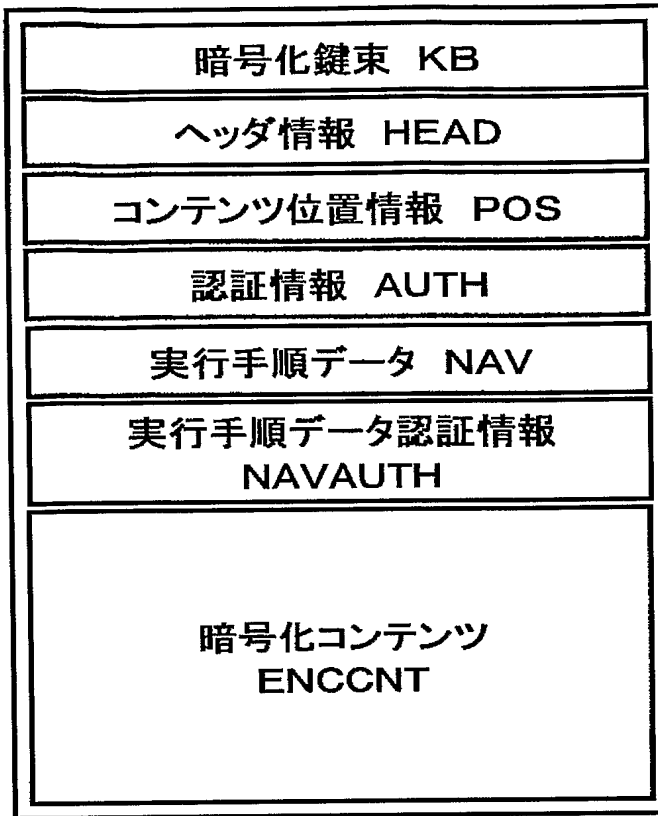 暗号化鍵束 KB
ヘッダ情報 HEAD
コンテンツ位置情報 POS
認証情報 AUTH
実行手順データ NAV
実行手順データ認証情報
NAVAUTH
暗号化コンテンツ
ENCCNT